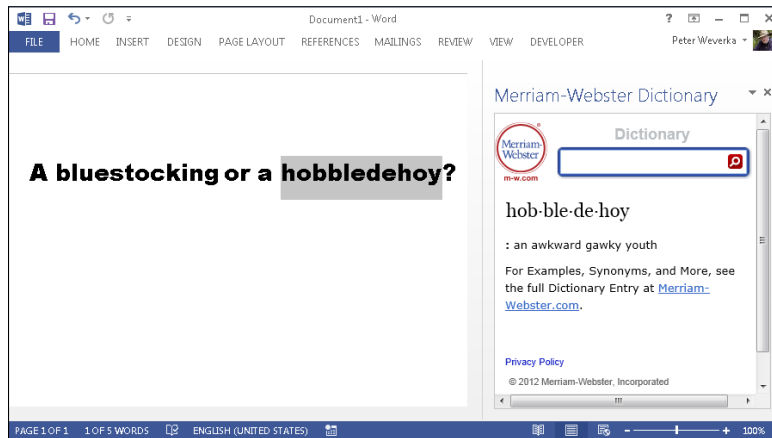 Document1 - Word
FILE HOME INSERT DESIGN PAGE LAYOUT REFERENCES MAILINGS REVIEW VIEW DEVELOPER Peter Weverka
A bluestocking or a hobbledehoy?
Merriam-Webster Dictionary
Merriam-
Webster
®
m-w.com
Dictionary
hob·ble·de·hoy
: an awkward gawky youth
For Examples, Synonyms, and More, see
the full Dictionary Entry at Merriam-
Webster.com.
Privacy Policy
© 2012 Merriam-Webster, Incorporated
PAGE 1 OF 1 1 OF 5 WORDS ENGLISH (UNITED STATES) 100%